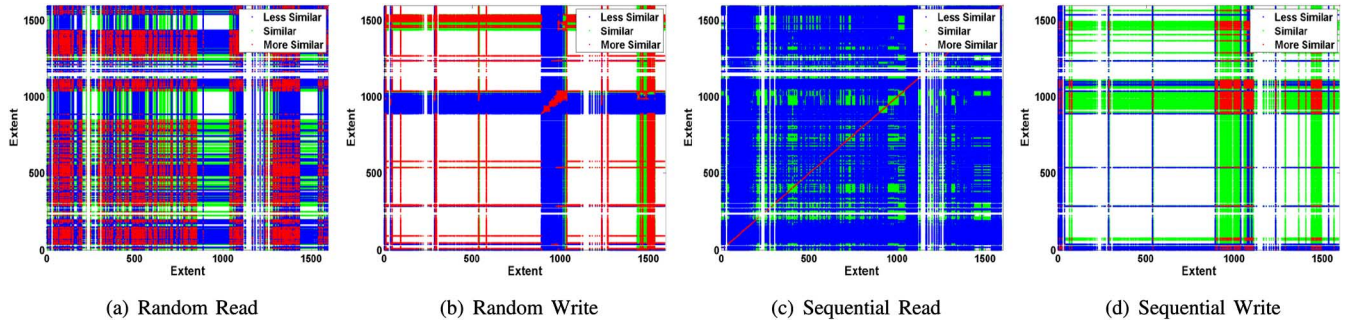 1500
1000
500
0
0
500
1000
1500
Extent
Extent
Less Similar
Similar
More Similar
(a) Random Read
1500
1000
500
0
0
500
1000
1500
Extent
Extent
Less Similar
Similar
More Similar
(b) Random Write
1500
1000
500
0
0
500
1000
1500
Extent
Extent
Less Similar
Similar
More Similar
(c) Sequential Read
1500
1000
500
0
0
500
1000
1500
Extent
Extent
Less Similar
Similar
More Similar
(d) Sequential Write